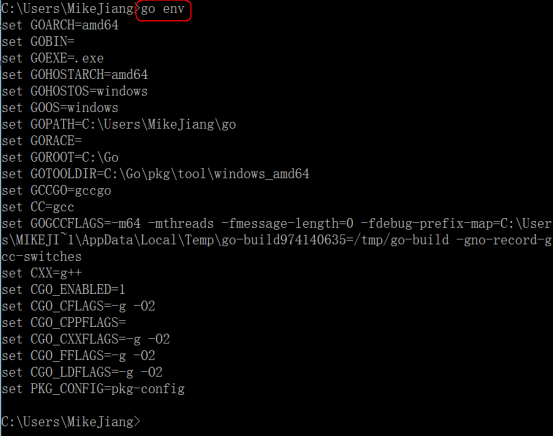 C:\Users\MikeJiang>go env
set GOARCH=amd64
set GOBIN=
set GOEXE=.exe
set GOHOSTARCH=amd64
set GOHOSTOS=windows
set GOOS=windows
set GOPATH=C:\Users\MikeJiang\go
set GORACE=
set GOROOT=C:\Go
set GOTOOLDIR=C:\Go\pkg\tool\windows_amd64
set GCCGO=gccgo
set CC=gcc
set GOGCCFLAGS=-m64 -mthreads -fmessage-length=0 -fdebug-prefix-map=C:\User
s\MIKEJI~1\AppData\Local\Temp\go-build974140635=/tmp/go-build -gno-record-g
cc-switches
set CXX=g++
set CGO_ENABLED=1
set CGO_CFLAGS=-g -O2
set CGO_CPPFLAGS=
set CGO_CXXFLAGS=-g -O2
set CGO_FFLAGS=-g -O2
set CGO_LDFLAGS=-g -O2
set PKG_CONFIG=pkg-config
C:\Users\MikeJiang>